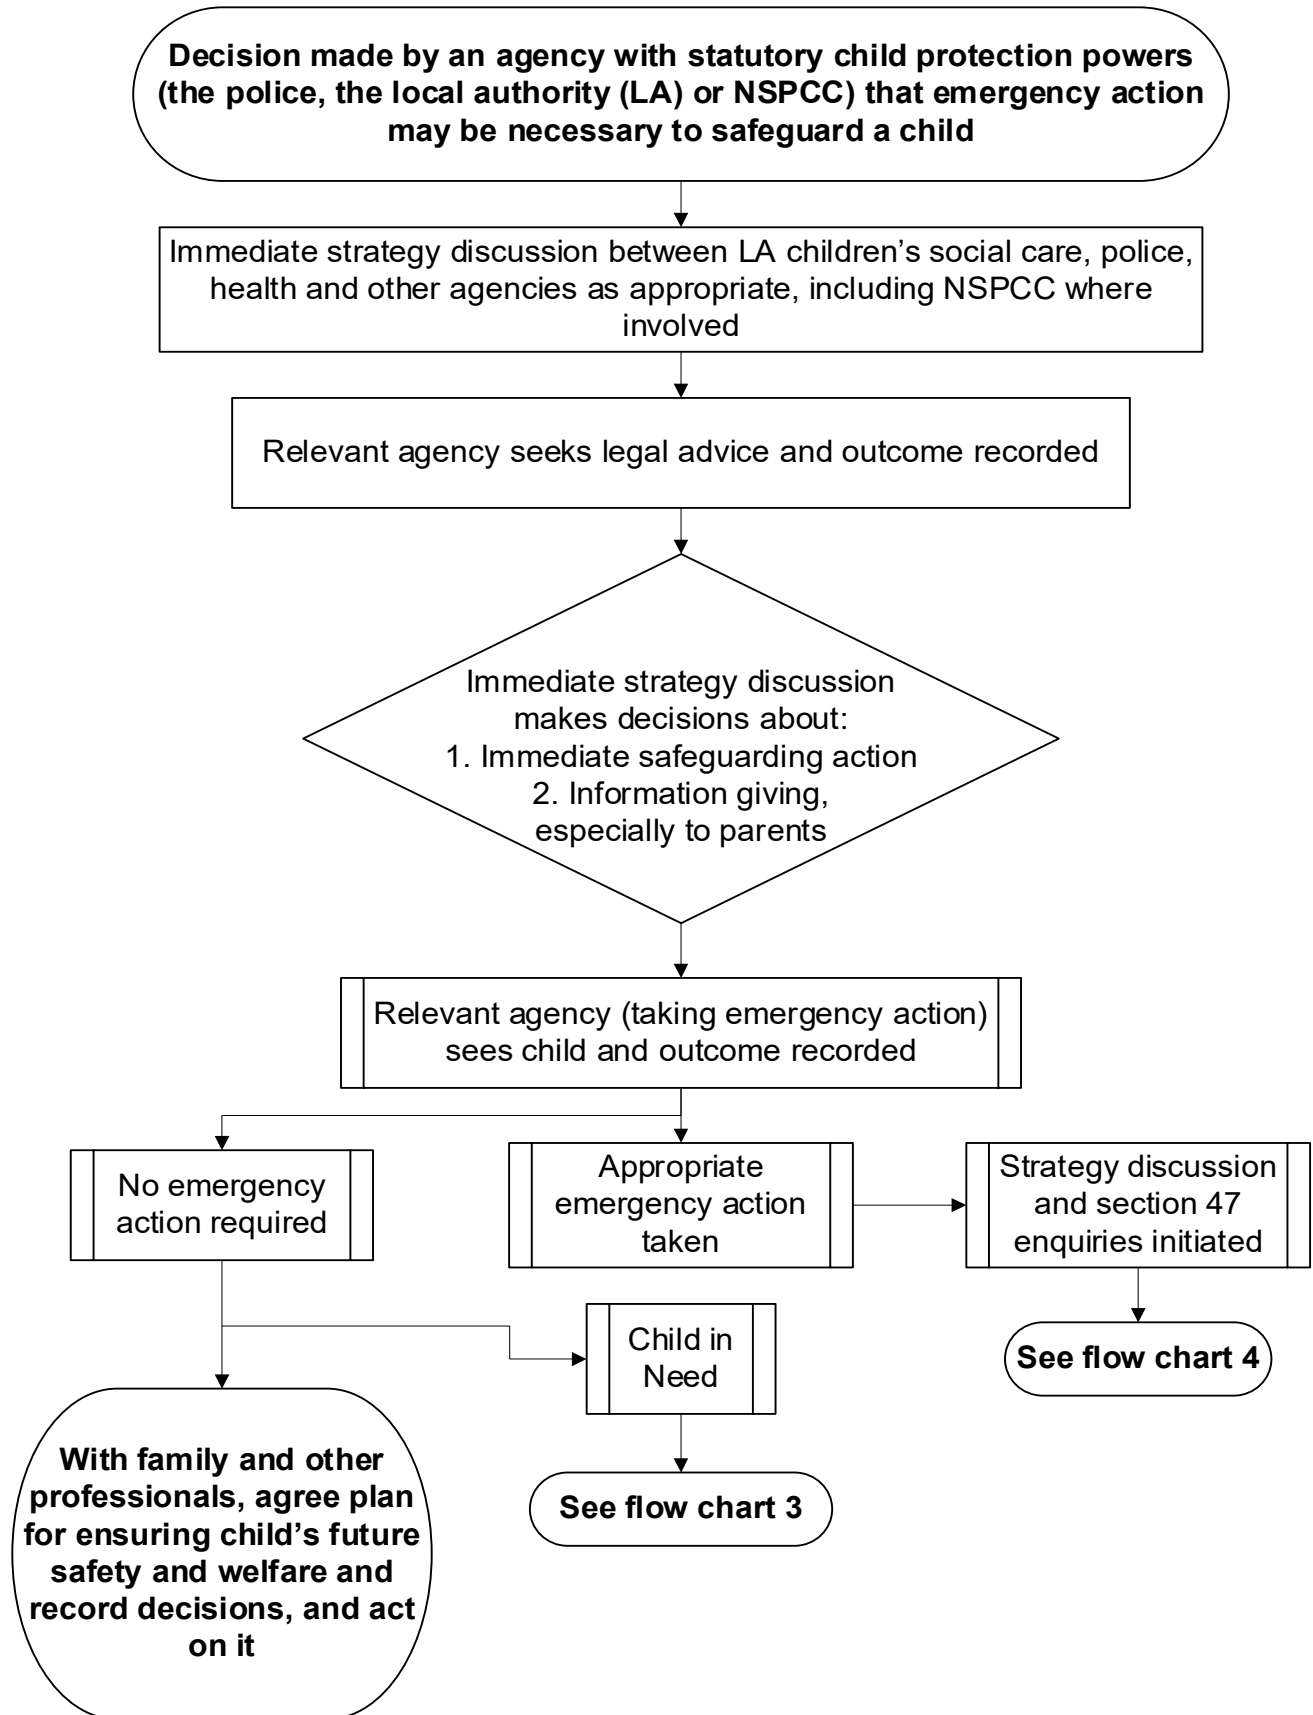 Decision made by an agency with statutory child protection powers
(the police, the local authority (LA) or NSPCC) that emergency action
may be necessary to safeguard a child
Immediate strategy discussion between LA children’s social care, police,
health and other agencies as appropriate, including NSPCC where
involved
Relevant agency seeks legal advice and outcome recorded
Immediate strategy discussion
makes decisions about:
1. Immediate safeguarding action
2. Information giving,
especially to parents
Relevant agency (taking emergency action)
sees child and outcome recorded
No emergency
action required
Appropriate
emergency action
taken
Strategy discussion
and section 47
enquiries initiated
Child in
Need
See flow chart 4
With family and other
professionals, agree plan
for ensuring child’s future
safety and welfare and
record decisions, and act
on it
See flow chart 3